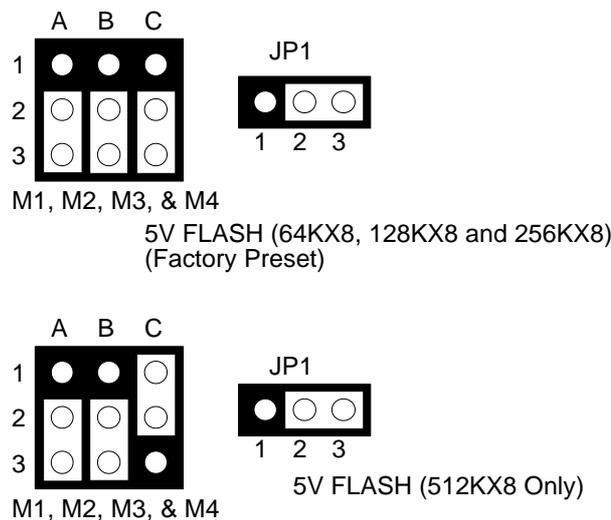 A B C
JP1
1
2
3
1 2 3
M1, M2, M3, & M4
5V FLASH (64KX8, 128KX8 and 256KX8)
(Factory Preset)
A B C
JP1
1
2
3
1 2 3
5V FLASH (512KX8 Only)
M1, M2, M3, & M4